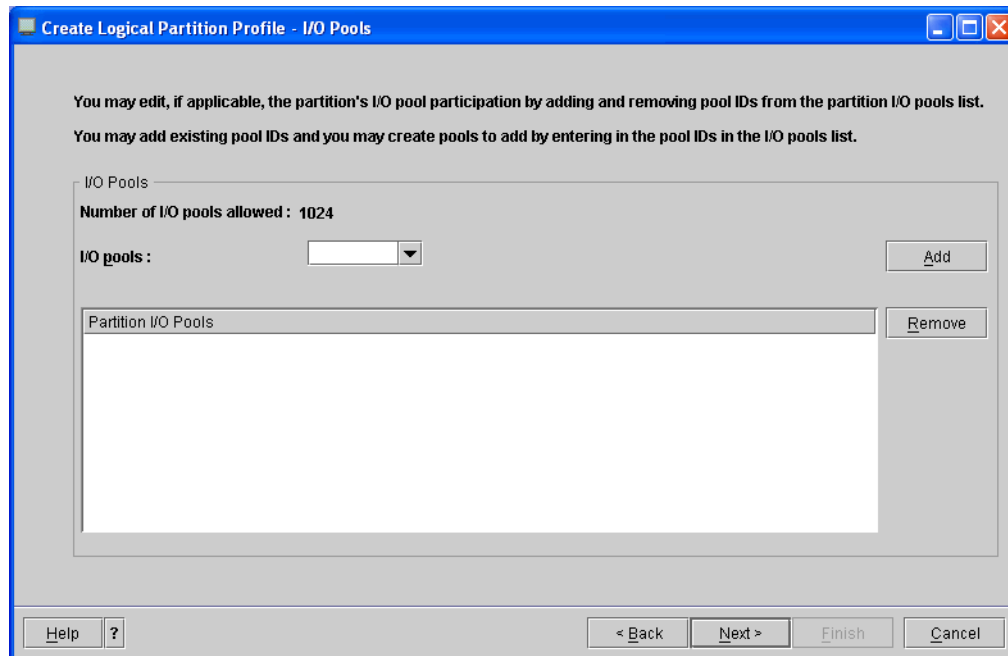 Create Logical Partition Profile - I/O Pools
You may edit, if applicable, the partition's I/O pool participation by adding and removing pool IDs from the partition I/O pools list.
You may add existing pool IDs and you may create pools to add by entering in the pool IDs in the I/O pools list.
I/O Pools
Number of I/O pools allowed : 1024
I/O pools :
Add
Partition I/O Pools
Remove
Help ? < Back Next > Finish Cancel